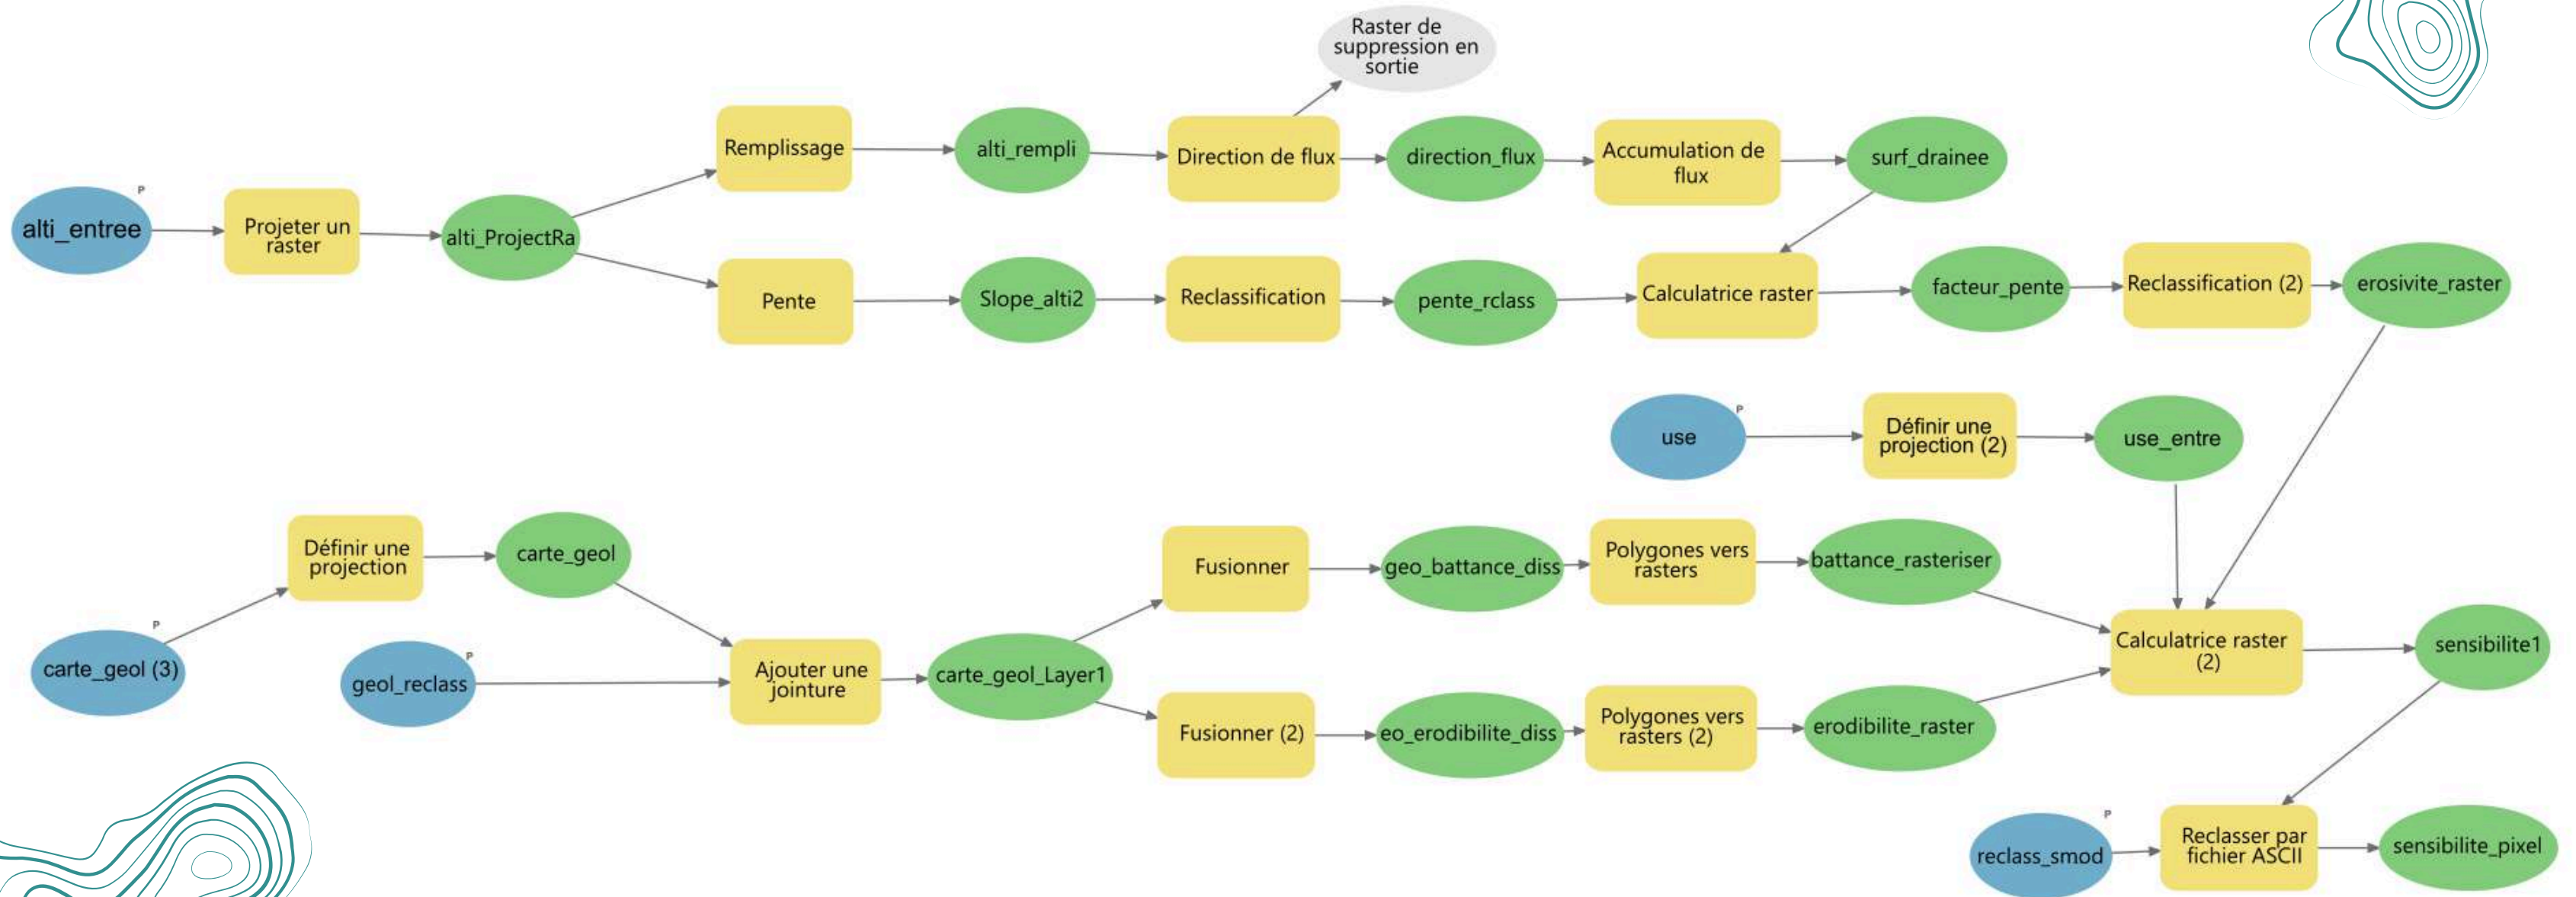 Raster de
suppression en
sortie
P
alti_entree
Projeter un
raster
alti_ProjectRa
Remplissage
alti_rempli
Direction de flux
direction_flux
Accumulation de
flux
surf_drainee
Pente
Slope_alti2
Reclassification
pente_rclass
Calculatrice raster
facteur_pente
Reclassification (2)
erosivite_raster
P
use
Définir une
projection (2)
use_entre
P
carte_geol (3)
Définir une
projection
carte_geol
P
geol_reclass
Ajouter une
jointure
carte_geol_Layer1
Fusionner
geo_battance_diss
Polygones vers
rasters
battance_rasteriser
Fusionner (2)
eo_erodibilite_diss
Polygones vers
rasters (2)
erodibilite_raster
Calculatrice raster
(2)
sensibilite1
P
reclass_smod
Reclasser par
fichier ASCII
sensibilite_pixel